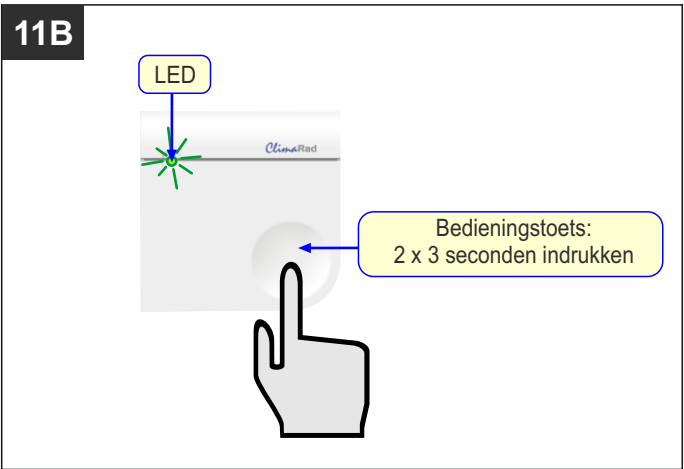 11B
LED
ClimaRad
Bedieningstoets:
2 x 3 seconden indrukken